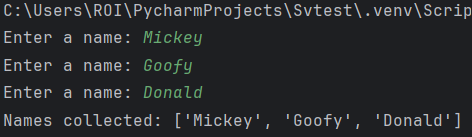 C:\Users\ROI\PycharmProjects\Svtest\.venv\Scrip
Enter a name: Mickey
Enter a name: Goofy
Enter a name: Donald
Names collected: ['Mickey', 'Goofy', 'Donald']